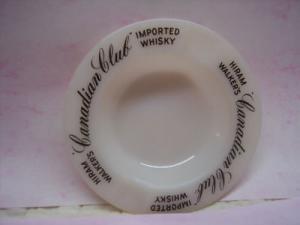 HIRAM
WALKER'S
"Canadian Club"
IMPORTED
WHISKY
HIRAM
WALKER'S
"Canadian Club"
IMPORTED
WHISKY